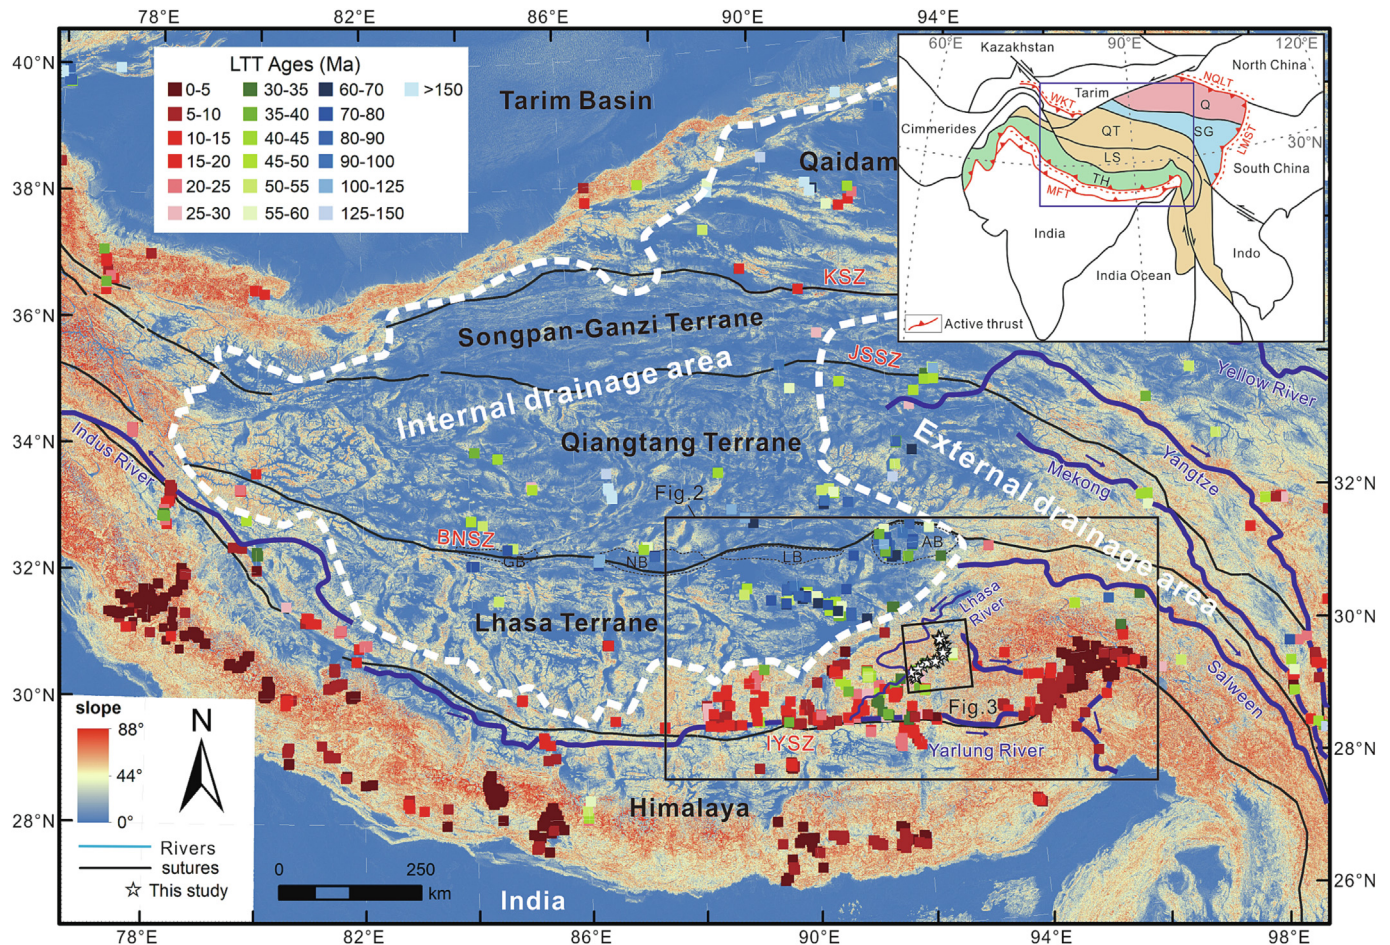 78°E 82°E 86°E 90°E 94°E
40°N
38°N
36°N
34°N
32°N
30°N
28°N
LTT Ages (Ma)
0-5 30-35 60-70 >150
5-10 35-40 70-80
10-15 40-45 80-90
15-20 45-50 90-100
20-25 50-55 100-125
25-30 55-60 125-150
Tarim Basin
Qaidam
60°E 90°E 120°E
Kazakhstan
North China
NQLT
WKT
Tarim
Q
Cimmerides
QT
SG
LMST
30°N
LS
TH
South China
MFT
India
Indo
India Ocean
Active thrust
KSZ
Songpan-Ganzi Terrane
JSSZ
Yellow River
Internal drainage area
Qiangtang Terrane
External drainage area
Indus River
Mekong
Yangtze
Fig.2
32°N
BNSZ
GB
NB
LB
AB
Lhasa River
Lhasa Terrane
30°N
Salween
Fig.3
IYSZ
Yarlung River
28°N
Himalaya
26°N
slope
88°
44°
0°
N
Rivers
sutures
This study
0 250
km
India
78°E 82°E 86°E 90°E 94°E 98°E